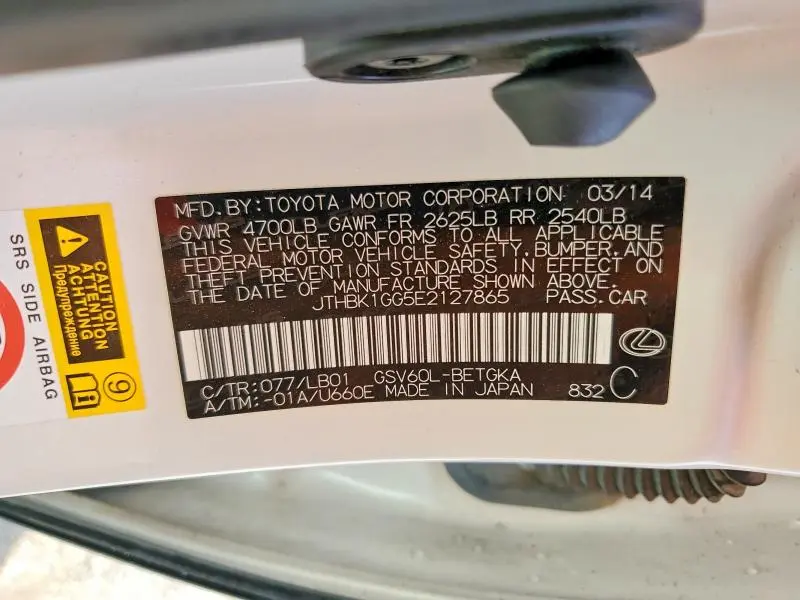 MFD.BY:TOYOTA MOTOR CORPORATION 03/14
GVWR 4700LB GAWR FR 2625LB RR 2540LB
THIS VEHICLE CONFORMS TO ALL APPLICABLE
FEDERAL MOTOR VEHICLE SAFETY,BUMPER,AND
THEFT PREVENTION STANDARDS IN EFFECT ON
THE DATE OF MANUFACTURE SHOWN ABOVE.
JTHBK1GG5E2127865 PASS.CAR
C/TR:077/LB01 GSV60L-BETGKA
A/TM:-01A/U660E MADE IN JAPAN 832 C
CAUTION
ATTENTION
ACHTUNG
Предупреждение
9
SRS SIDE AIRBAG